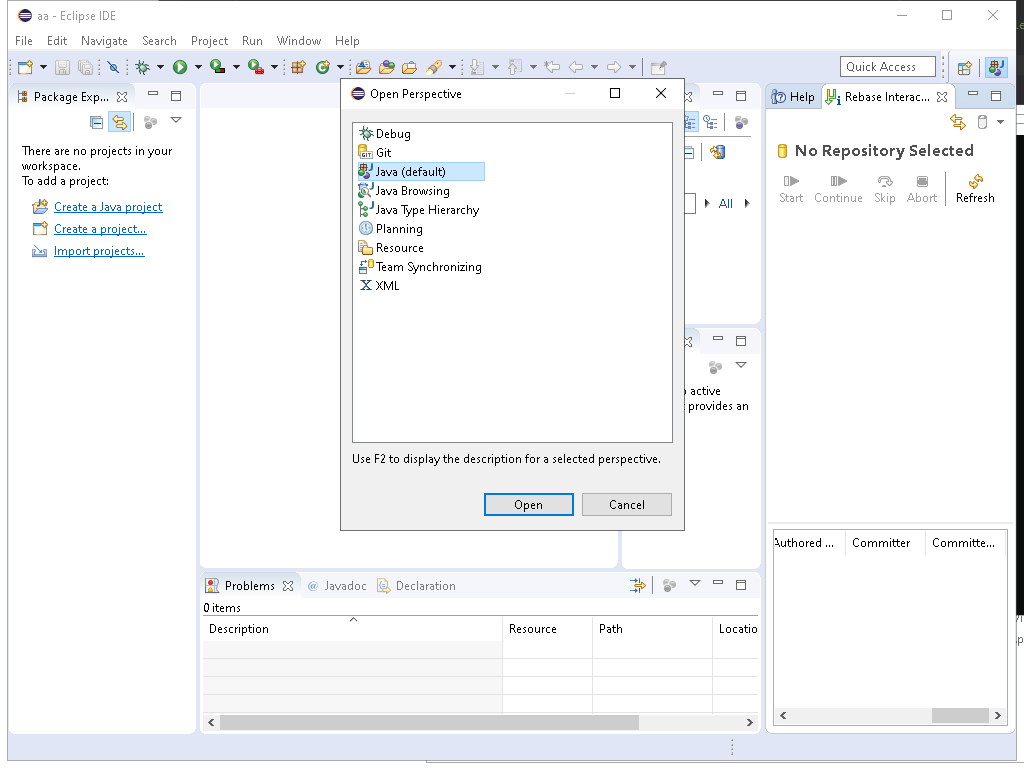 aa - Eclipse IDE
File Edit Navigate Search Project Run Window Help
Quick Access
Package Exp...
There are no projects in your
workspace.
To add a project:
Create a Java project
Create a project...
Import projects...
Open Perspective
Debug
GIT
Git
Java (default)
Java Browsing
Java Type Hierarchy
Planning
Resource
Team Synchronizing
X XML
Use F2 to display the description for a selected perspective.
Open Cancel
All
active
provides an
Help Rebase Interac...
No Repository Selected
Start Continue Skip Abort Refresh
Authored ... Committer Committe...
Problems @ Javadoc Declaration
0 items
Description Resource Path Locatio